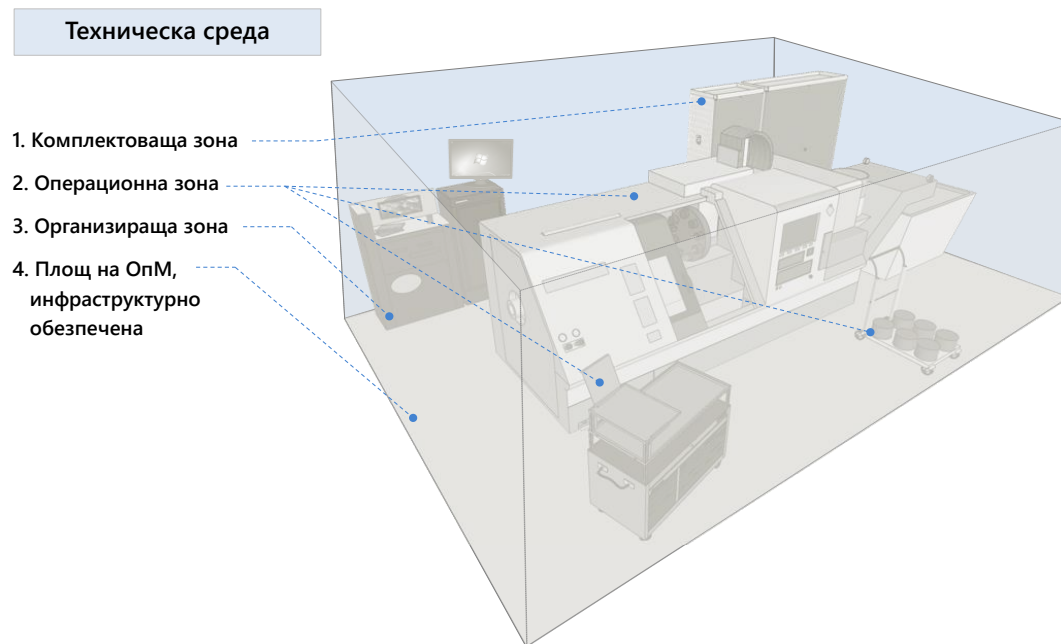 Техническа среда
1. Комплектоваща зона
2. Операционна зона
3. Организираща зона
4. Площ на ОпМ,
инфраструктурно
обезпечена